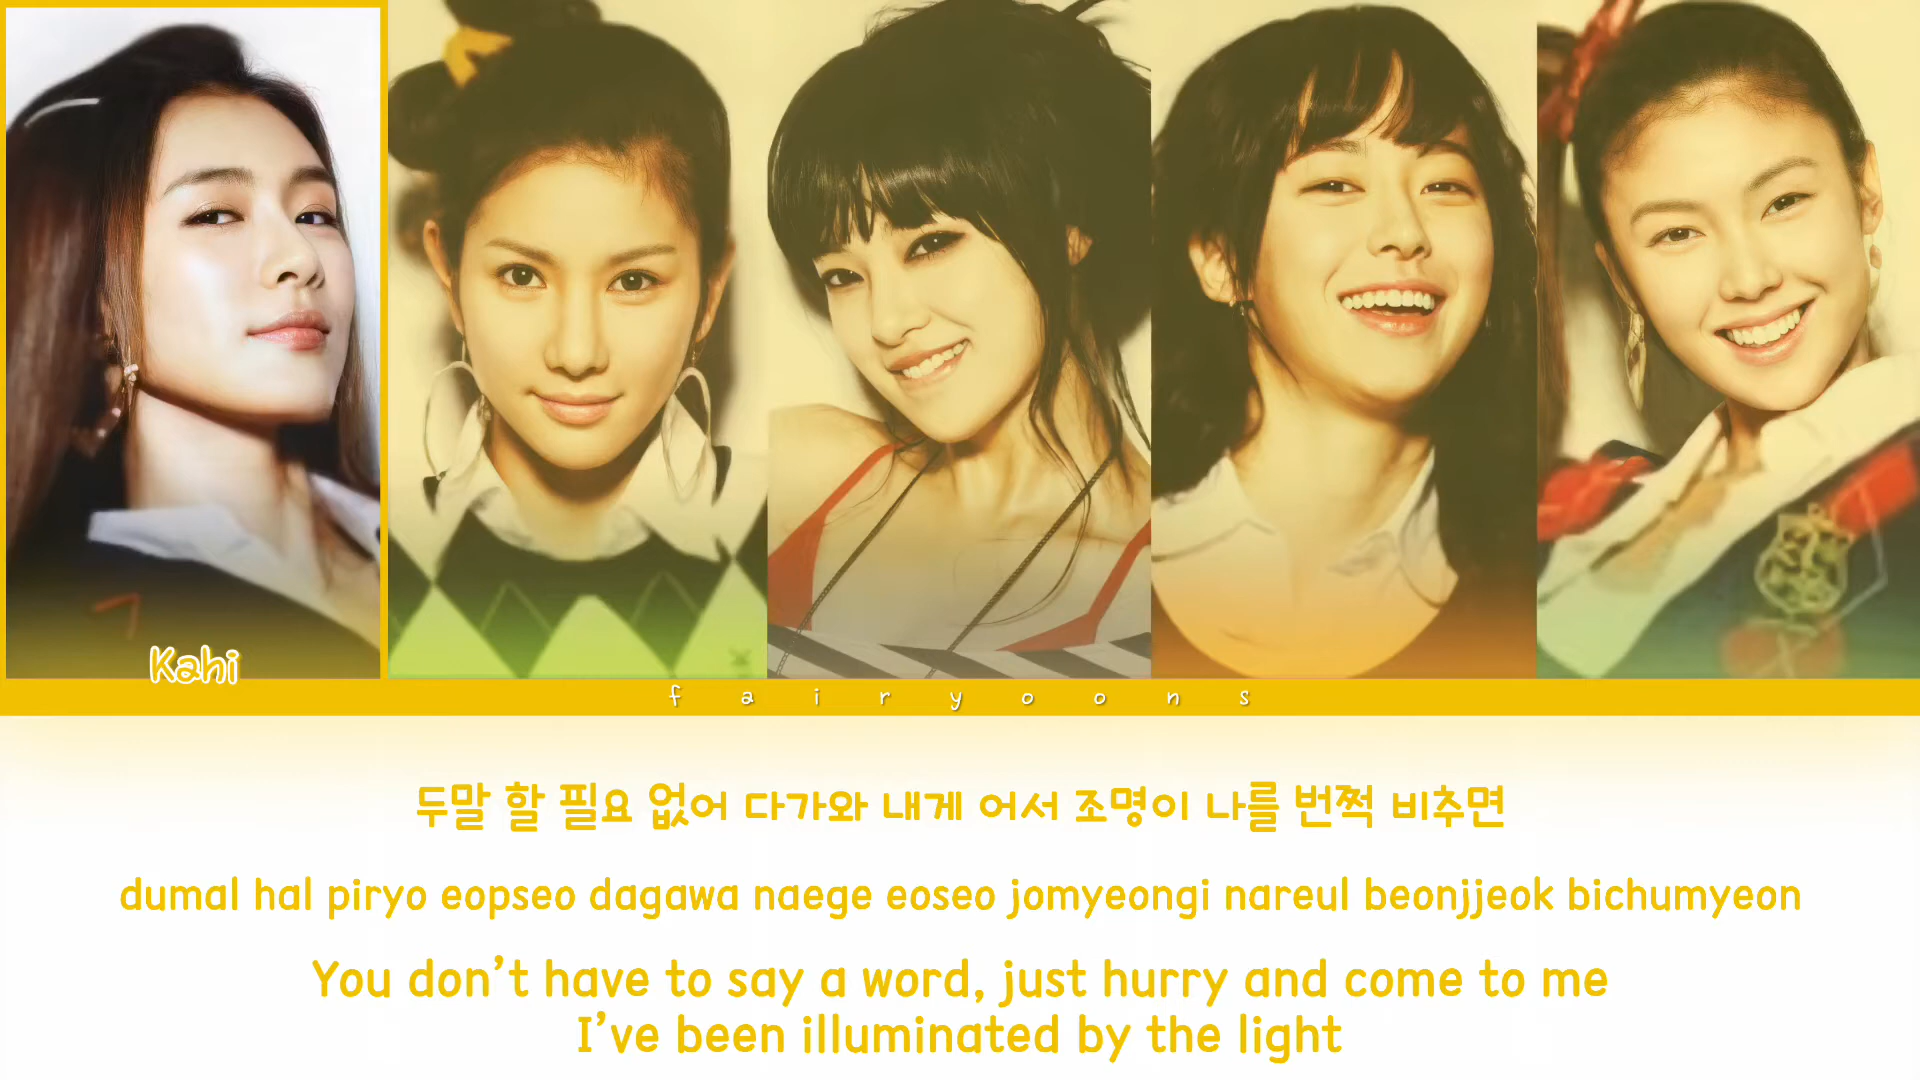 Kahi
fairyoons
두말 할 필요 없어 다가와 내게 어서 조명이 나를 번쩍 비추면
dumal hal piryo eopseo dagawa naege eoseo jomyeongi nareul beonjjeok bichumyeon
You don't have to say a word, just hurry and come to me
I've been illuminated by the light